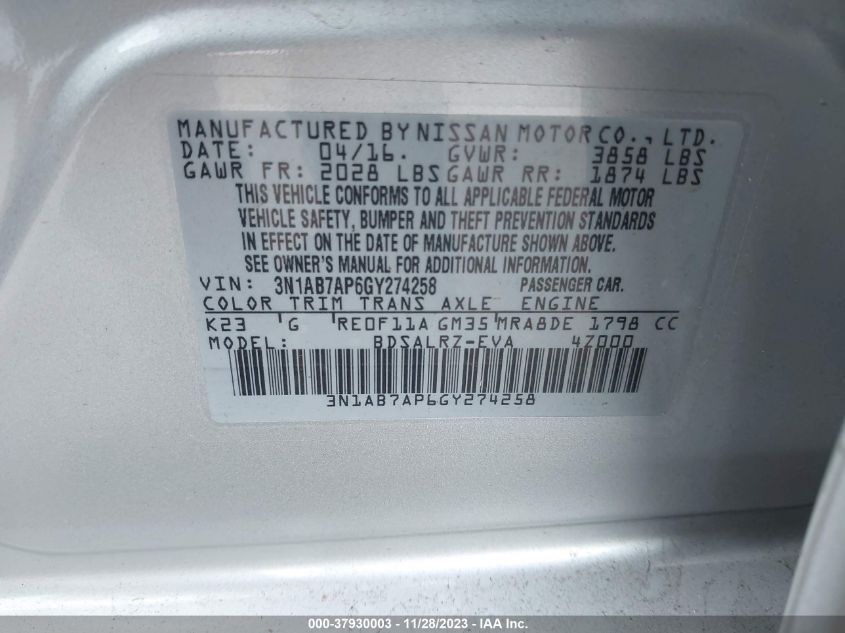 MANUFACTURED BY NISSAN MOTOR CO., LTD.
DATE: 04/16. GVWR: 3858 LBS
GAWR FR: 2028 LBS GAWR RR: 1874 LBS
THIS VEHICLE CONFORMS TO ALL APPLICABLE FEDERAL MOTOR
VEHICLE SAFETY, BUMPER AND THEFT PREVENTION STANDARDS
IN EFFECT ON THE DATE OF MANUFACTURE SHOWN ABOVE.
SEE OWNER'S MANUAL FOR ADDITIONAL INFORMATION.
VIN: 3N1AB7AP6GY274258 PASSENGER CAR.
COLOR TRIM TRANS AXLE ENGINE
K23 G RE0F11A GM35 MRA8DE 1798 CC
MODEL: BDSALRZ-EVA 4Z000
3N1AB7AP6GY274258
000-37930003 - 11/28/2023 - IAA Inc.